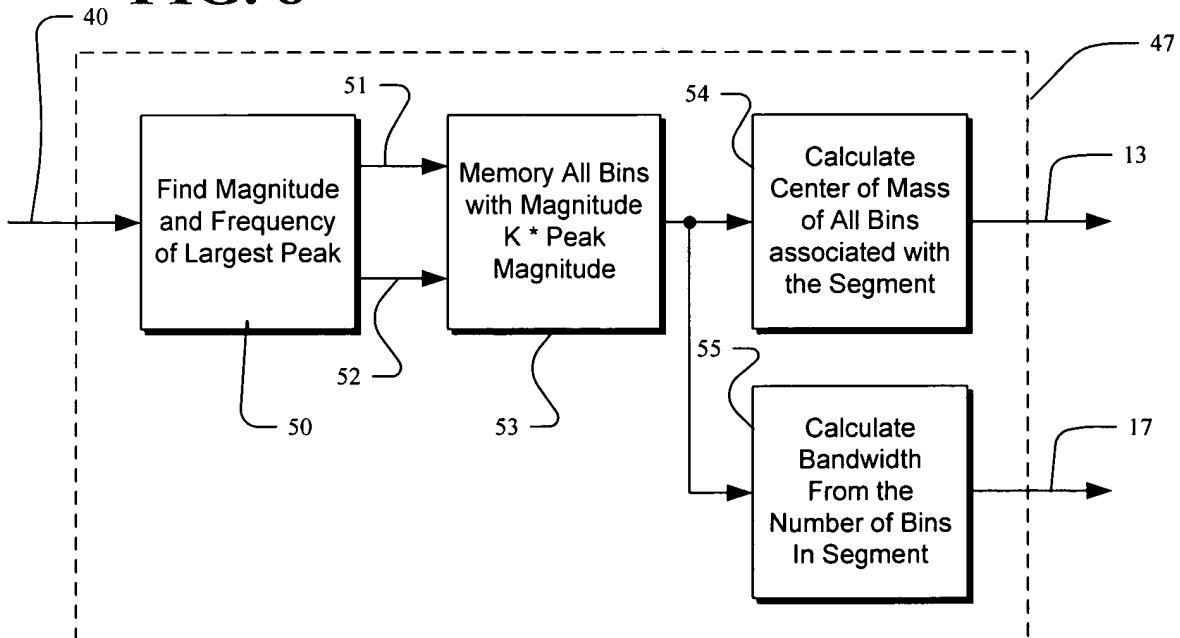 40
47
51
54
13
Find Magnitude
and Frequency
of Largest Peak
Memory All Bins
with Magnitude
K * Peak
Magnitude
Calculate
Center of Mass
of All Bins
associated with
the Segment
52
55
50
53
Calculate
Bandwidth
From the
Number of Bins
In Segment
17